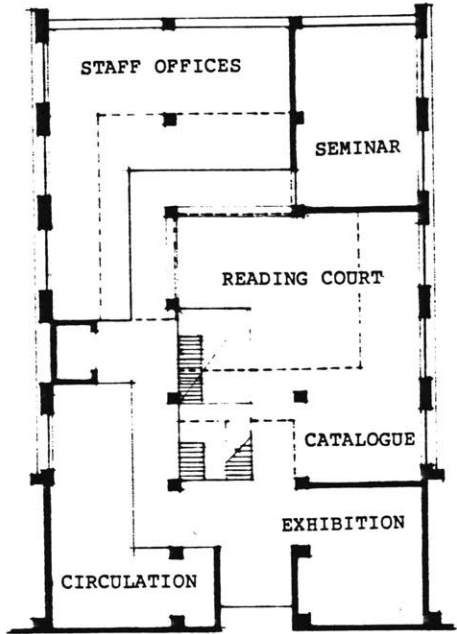 STAFF OFFICES
SEMINAR
READING COURT
CATALOGUE
EXHIBITION
CIRCULATION